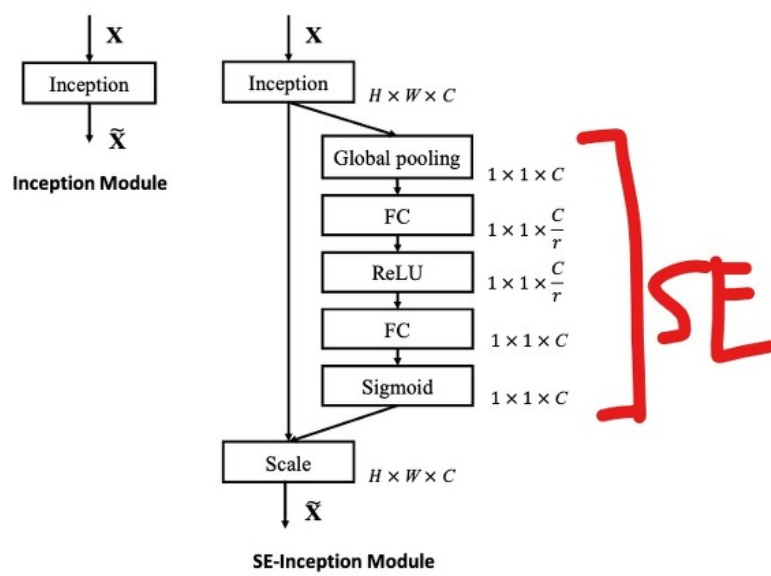 X
Inception
X̃
Inception Module
X
Inception
H × W × C
Global pooling
1 × 1 × C
FC
1 × 1 × C/r
ReLU
1 × 1 × C/r
FC
1 × 1 × C
Sigmoid
1 × 1 × C
Scale
H × W × C
X̃
SE-Inception Module
SE